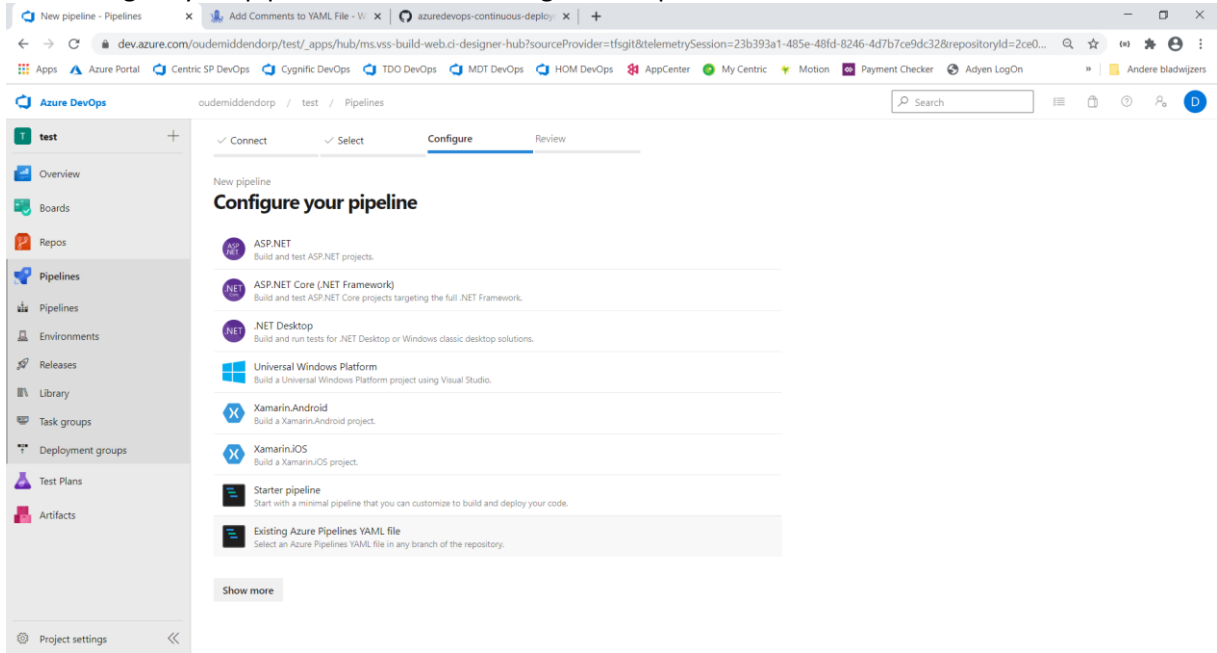 New pipeline - Pipelines
Add Comments to YAML File - W
azuredevops-continuous-deploy
dev.azure.com/oudemiddendorp/test/_apps/hub/ms.vss-build-web.ci-designer-hub?sourceProvider=tfsgit&telemetrySession=23b393a1-485e-48fd-8246-4d7b7ce9dc32&repositoryId=2ce0...
Apps Azure Portal Centric SP DevOps Cygnific DevOps TDO DevOps MDT DevOps HOM DevOps AppCenter My Centric Motion Payment Checker Adyen LogOn » Andere bladwijzers
Azure DevOps
oudemiddendorp / test / Pipelines
Search
D
T test
Overview
Boards
Repos
Pipelines
Pipelines
Environments
Releases
Library
Task groups
Deployment groups
Test Plans
Artifacts
Project settings
Connect Select Configure Review
New pipeline
Configure your pipeline
ASP.NET
Build and test ASP.NET projects.
ASP.NET Core (.NET Framework)
Build and test ASP.NET Core projects targeting the full .NET Framework.
.NET Desktop
Build and run tests for .NET Desktop or Windows classic desktop solutions.
Universal Windows Platform
Build a Universal Windows Platform project using Visual Studio.
Xamarin.Android
Build a Xamarin.Android project.
Xamarin.iOS
Build a Xamarin.iOS project.
Starter pipeline
Start with a minimal pipeline that you can customize to build and deploy your code.
Existing Azure Pipelines YAML file
Select an Azure Pipelines YAML file in any branch of the repository.
Show more